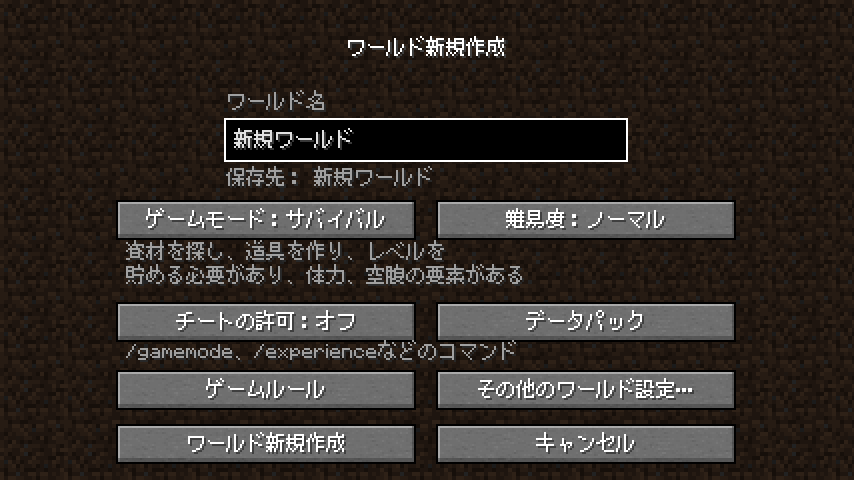 ワールド新規作成
ワールド名
新規ワールド
保存先： 新規ワールド
ゲームモード：サバイバル
難易度：ノーマル
資材を探し、道具を作り、レベルを
貯める必要があり、体力、空腹の要素がある
チートの許可：オフ
データパック
/gamemode、/experienceなどのコマンド
ゲームルール
その他のワールド設定…
ワールド新規作成
キャンセル